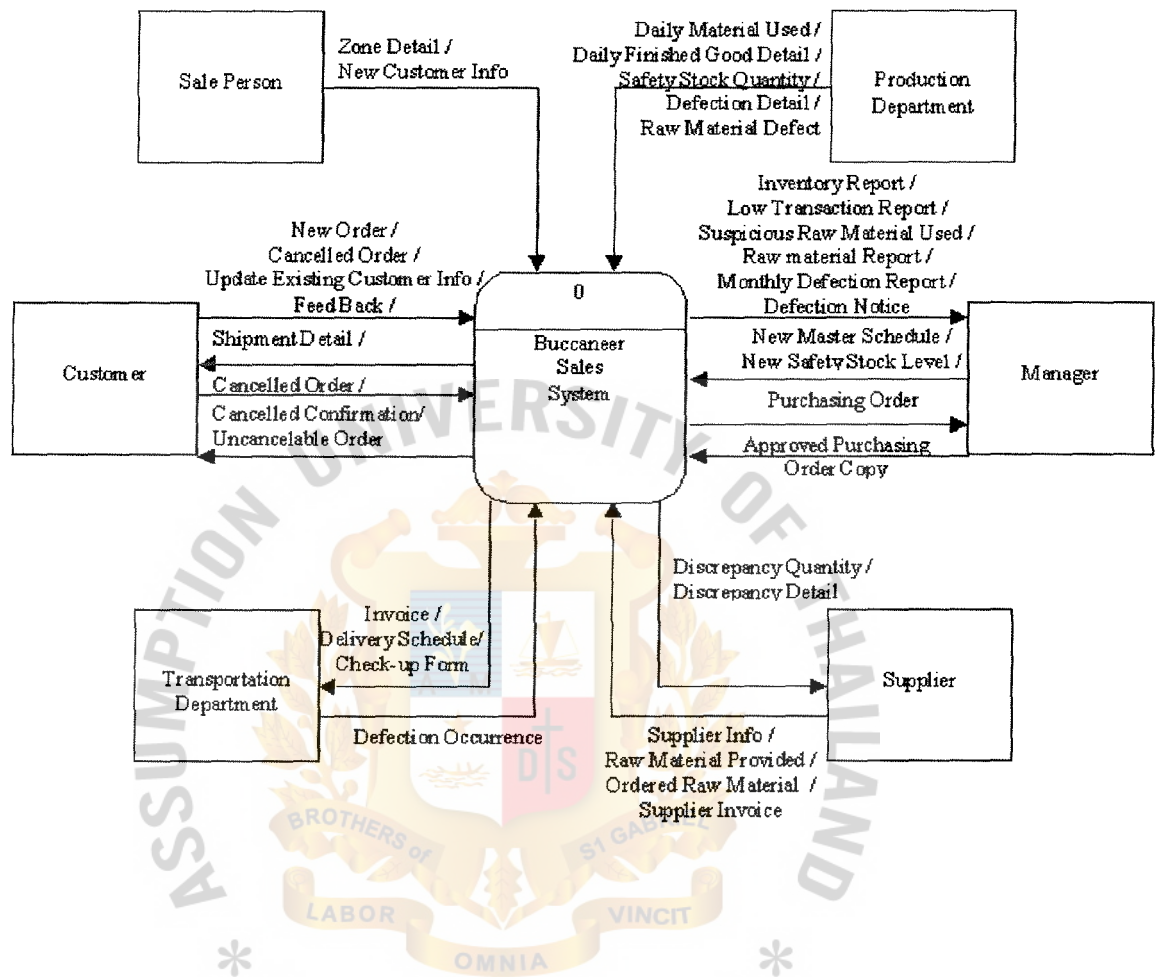 Sale Person
Zone Detail /
New Customer Info
Daily Material Used /
Daily Finished Good Detail /
Safety Stock Quantity /
Defection Detail /
Raw Material Defect
Production
Department
New Order /
Cancelled Order /
Update Existing Customer Info /
Feed Back /
Shipment Detail /
Cancelled Order /
Cancelled Confirmation/
Uncancelable Order
Customer
0
Buccaneer
Sales
System
Inventory Report /
Low Transaction Report /
Suspicious Raw Material Used /
Raw material Report /
Monthly Defection Report /
Defection Notice
New Master Schedule /
New Safety Stock Level /
Purchasing Order
Approved Purchasing
Order Copy
Manager
Transportation
Department
Invoice /
Delivery Schedule/
Check-up Form
Defection Occurrence
Discrepancy Quantity /
Discrepancy Detail
Supplier
Supplier Info /
Raw Material Provided /
Ordered Raw Material /
Supplier Invoice
ASSUMPTION UNIVERSITY OF THAILAND
A M
D S
BROTHERS of
S1 GABRIEL
LABOR
OMNIA
VINCIT